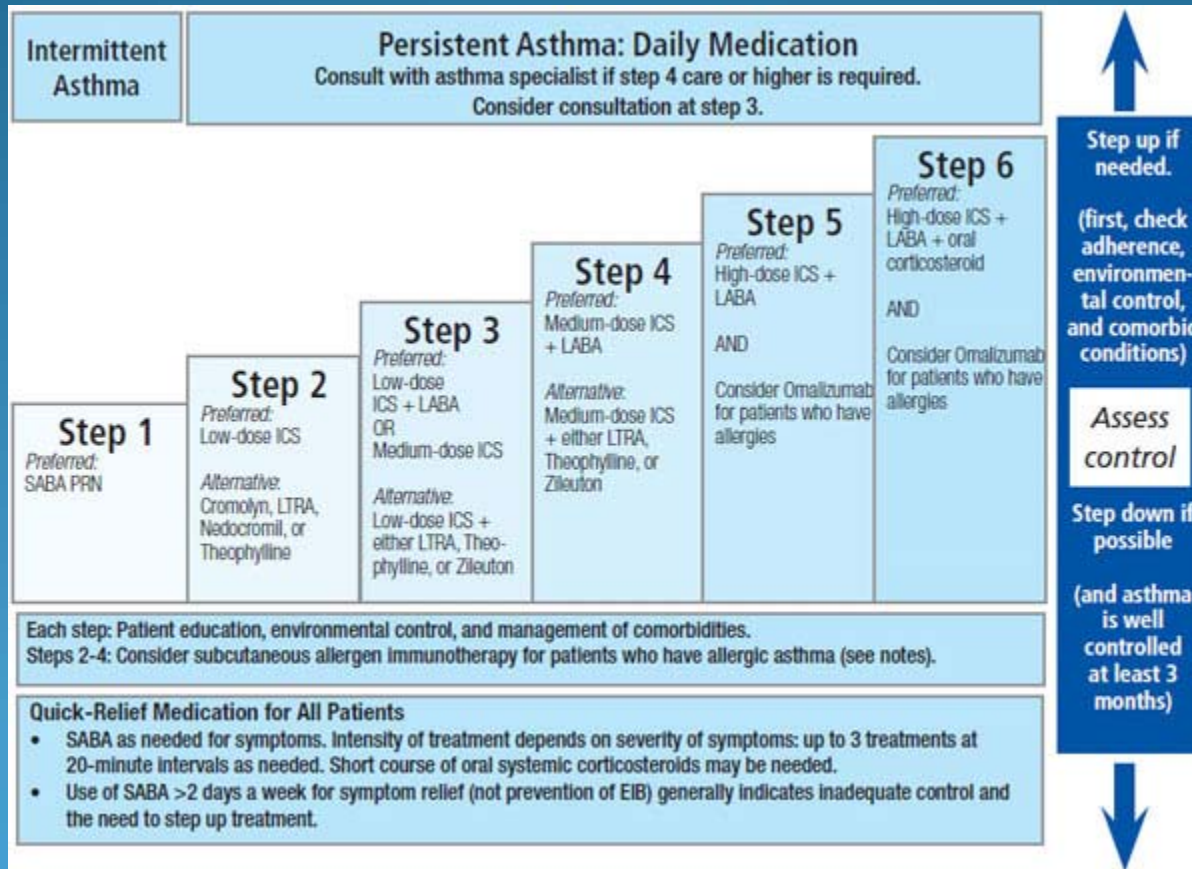 Intermittent
Asthma
Persistent Asthma: Daily Medication
Consult with asthma specialist if step 4 care or higher is required.
Consider consultation at step 3.
Step 1
Preferred:
SABA PRN
Step 2
Preferred:
Low-dose ICS
Alternative:
Cromolyn, LTRA,
Nedocromil, or
Theophylline
Step 3
Preferred:
Low-dose
ICS + LABA
OR
Medium-dose ICS
Alternative:
Low-dose ICS +
either LTRA, Theo-
phylline, or Zileuton
Step 4
Preferred:
Medium-dose ICS
+ LABA
Alternative:
Medium-dose ICS
+ either LTRA,
Theophylline, or
Zileuton
Step 5
Preferred:
High-dose ICS +
LABA
AND
Consider Omalizumab
for patients who have
allergies
Step 6
Preferred:
High-dose ICS +
LABA + oral
corticosteroid
AND
Consider Omalizumab
for patients who have
allergies
Each step: Patient education, environmental control, and management of comorbidities.
Steps 2-4: Consider subcutaneous allergen immunotherapy for patients who have allergic asthma (see notes).
Quick-Relief Medication for All Patients
• SABA as needed for symptoms. Intensity of treatment depends on severity of symptoms: up to 3 treatments at
20-minute intervals as needed. Short course of oral systemic corticosteroids may be needed.
• Use of SABA >2 days a week for symptom relief (not prevention of EIB) generally indicates inadequate control and
the need to step up treatment.
Step up if
needed.
(first, check
adherence,
environmen-
tal control,
and comorbid
conditions)
Assess
control
Step down if
possible
(and asthma
is well
controlled
at least 3
months)